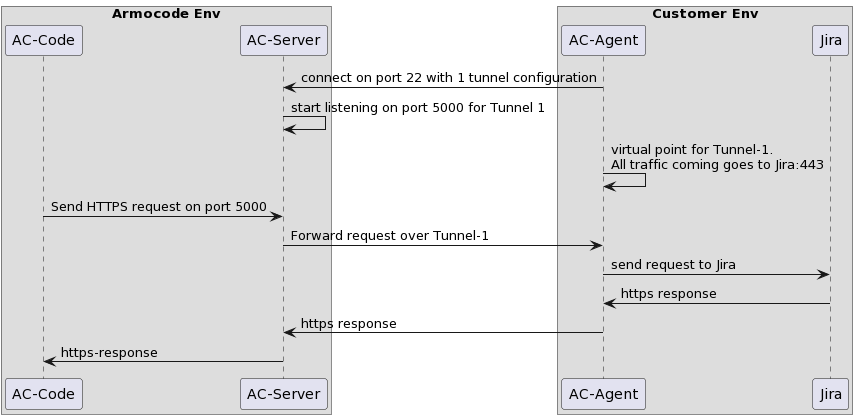 Armocode Env
Customer Env
AC-Code
AC-Server
AC-Agent
Jira
connect on port 22 with 1 tunnel configuration
start listening on port 5000 for Tunnel 1
virtual point for Tunnel-1.
All traffic coming goes to Jira:443
Send HTTPS request on port 5000
Forward request over Tunnel-1
send request to Jira
https response
https response
https-response
AC-Code
AC-Server
AC-Agent
Jira